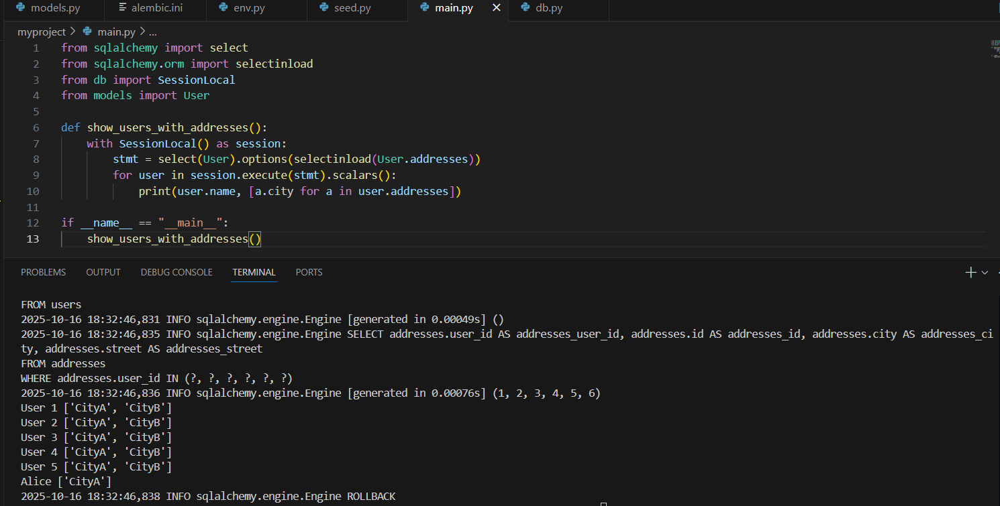 models.py alembic.ini env.py seed.py main.py × db.py
myproject > main.py > ...
1 from sqlalchemy import select
2 from sqlalchemy.orm import selectinload
3 from db import SessionLocal
4 from models import User
5
6 def show_users_with_addresses():
7 with SessionLocal() as session:
8 stmt = select(User).options(selectinload(User.addresses))
9 for user in session.execute(stmt).scalars():
10 print(user.name, [a.city for a in user.addresses])
11
12 if __name__ == "__main__":
13 show_users_with_addresses()
PROBLEMS OUTPUT DEBUG CONSOLE TERMINAL PORTS
FROM users
2025-10-16 18:32:46,831 INFO sqlalchemy.engine.Engine [generated in 0.00049s] ()
2025-10-16 18:32:46,835 INFO sqlalchemy.engine.Engine SELECT addresses.user_id AS addresses_user_id, addresses.id AS addresses_id, addresses.city AS addresses_ci
ty, addresses.street AS addresses_street
FROM addresses
WHERE addresses.user_id IN (?, ?, ?, ?, ?, ?)
2025-10-16 18:32:46,836 INFO sqlalchemy.engine.Engine [generated in 0.00076s] (1, 2, 3, 4, 5, 6)
User 1 ['CityA', 'CityB']
User 2 ['CityA', 'CityB']
User 3 ['CityA', 'CityB']
User 4 ['CityA', 'CityB']
User 5 ['CityA', 'CityB']
Alice ['CityA']
2025-10-16 18:32:46,838 INFO sqlalchemy.engine.Engine ROLLBACK